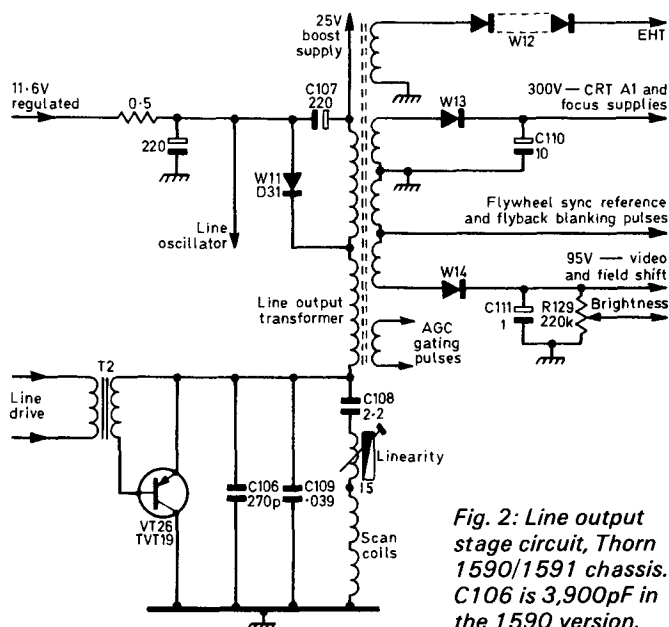 25V
boost
supply
W12
EHT
11·6V
regulated
0·5
C107
220
W13
300V — CRT A1 and
focus supplies
220
W11
D31
C110
10
Line
oscillator
Flywheel sync reference
and flyback blanking pulses
W14
95V — video
and field shift
Line output
transformer
C111
1
R129
220k
Brightness
AGC
gating
pulses
T2
Line
drive
C108
2·2
Linearity
L5
VT26
TVT19
C106
270p
C109
·039
Scan
coils
Fig. 2: Line output
stage circuit, Thorn
1590/1591 chassis.
C106 is 3,900pF in
the 1590 version.